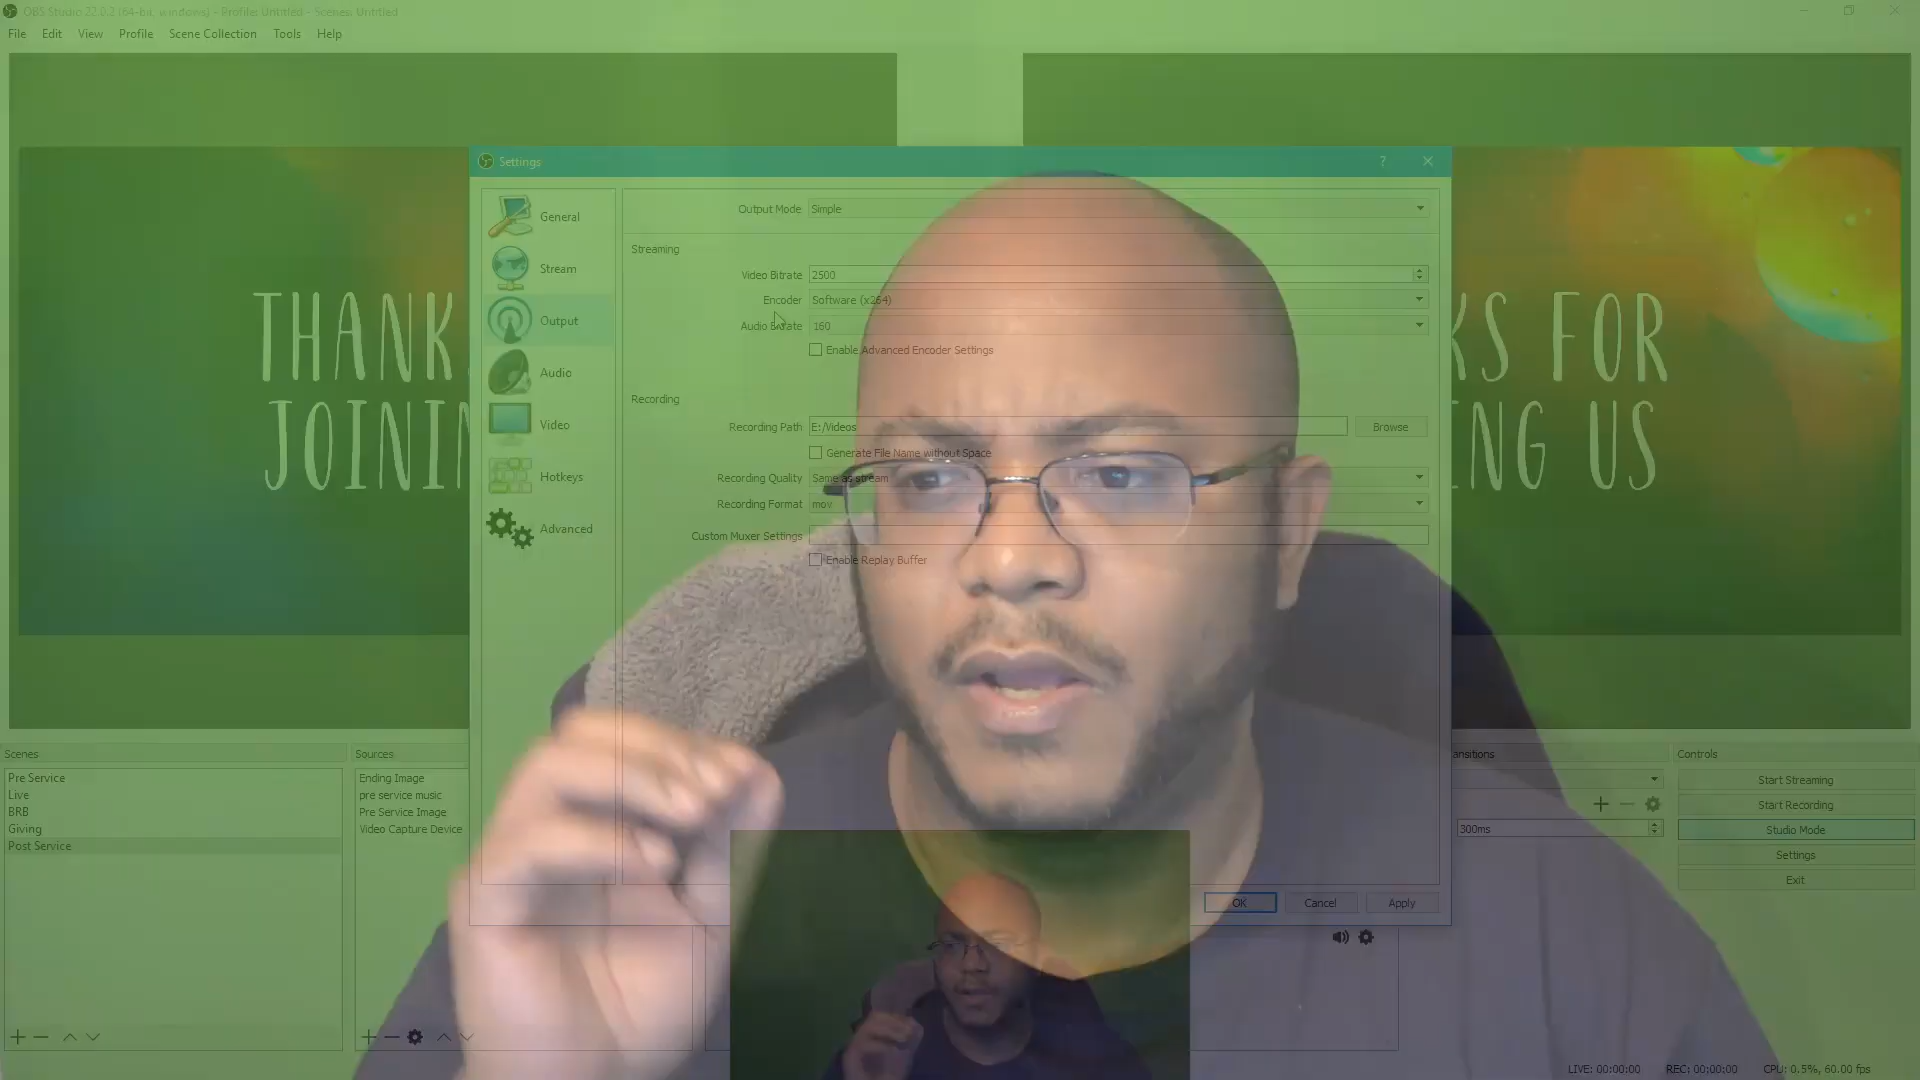 OBS Studio 22.0.2 (64-bit, windows) - Profile: Untitled - Scenes: Untitled
File Edit View Profile Scene Collection Tools Help
Settings
General
Stream
Output
Audio
Video
Hotkeys
Advanced
Output Mode Simple
Streaming
Video Bitrate 2500
Encoder Software (x264)
Audio Bitrate 160
Enable Advanced Encoder Settings
Recording
Recording Path E:/Videos Browse
Generate File Name without Space
Recording Quality Same as stream
Recording Format mov
Custom Muxer Settings
Enable Replay Buffer
OK Cancel Apply
THANK
JOININ
KS FOR
NG US
Scenes
Pre Service
Live
BRB
Giving
Post Service
Sources
Ending Image
pre service music
Pre Service Image
Video Capture Device
ansitions
300ms
Controls
Start Streaming
Start Recording
Studio Mode
Settings
Exit
LIVE: 00:00:00 REC: 00:00:00 CPU: 0.5%, 60.00 fps